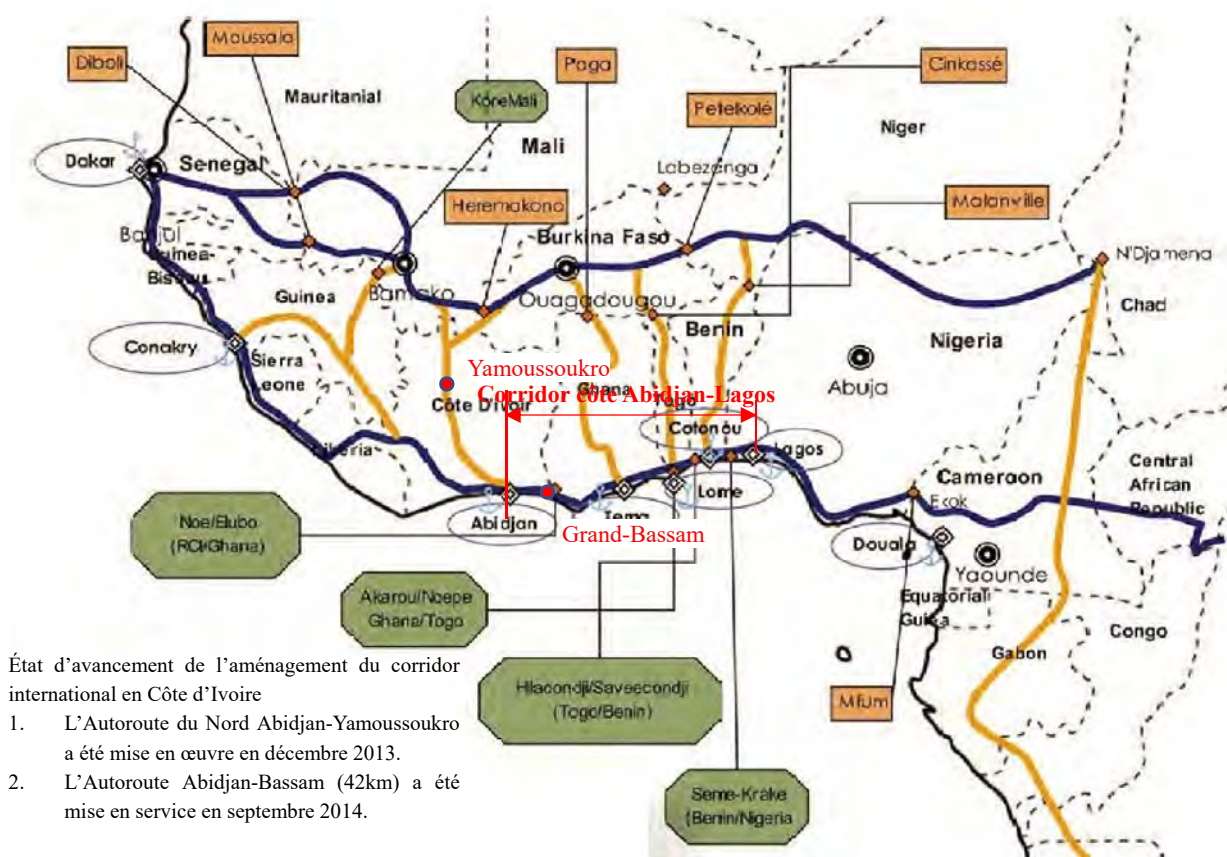 Moussala
Diboli
Paga
Cinkassé
Mauritanial
KoreMali
Petelkolé
Niger
Mali
Dakar
Senegal
Labezanga
Heremakono
Malanville
Banjul
Burkina Faso
Guinea-
Bissau
N'Djamena
Guinea
Bamako
Ouagadougou
Chad
Benin
Nigeria
Conakry
Sierra
Leone
Yamoussokro
Abuja
Ghana
Corridor côte Abidjan-Lagos
Côte D'ivoir
Togo
Cotonou
Liberia
Lagos
Cameroon
Central
African
Republic
Ekok
Lome
Tema
Abidjan
Noe/Elubo
(RCI/Ghana)
Grand-Bassam
Douala
Yaounde
Akarou/Noepe
Ghana/Togo
Equatorial
Guinea
Congo
Gabon
État d'avancement de l'aménagement du corridor
international en Côte d'Ivoire
Hlacondji/Saveecondji
(Togo/Benin)
Mfum
1. L'Autoroute du Nord Abidjan-Yamoussoukro
a été mise en œuvre en décembre 2013.
2. L'Autoroute Abidjan-Bassam (42km) a été
mise en service en septembre 2014.
Seme-Krake
(Benin/Nigeria